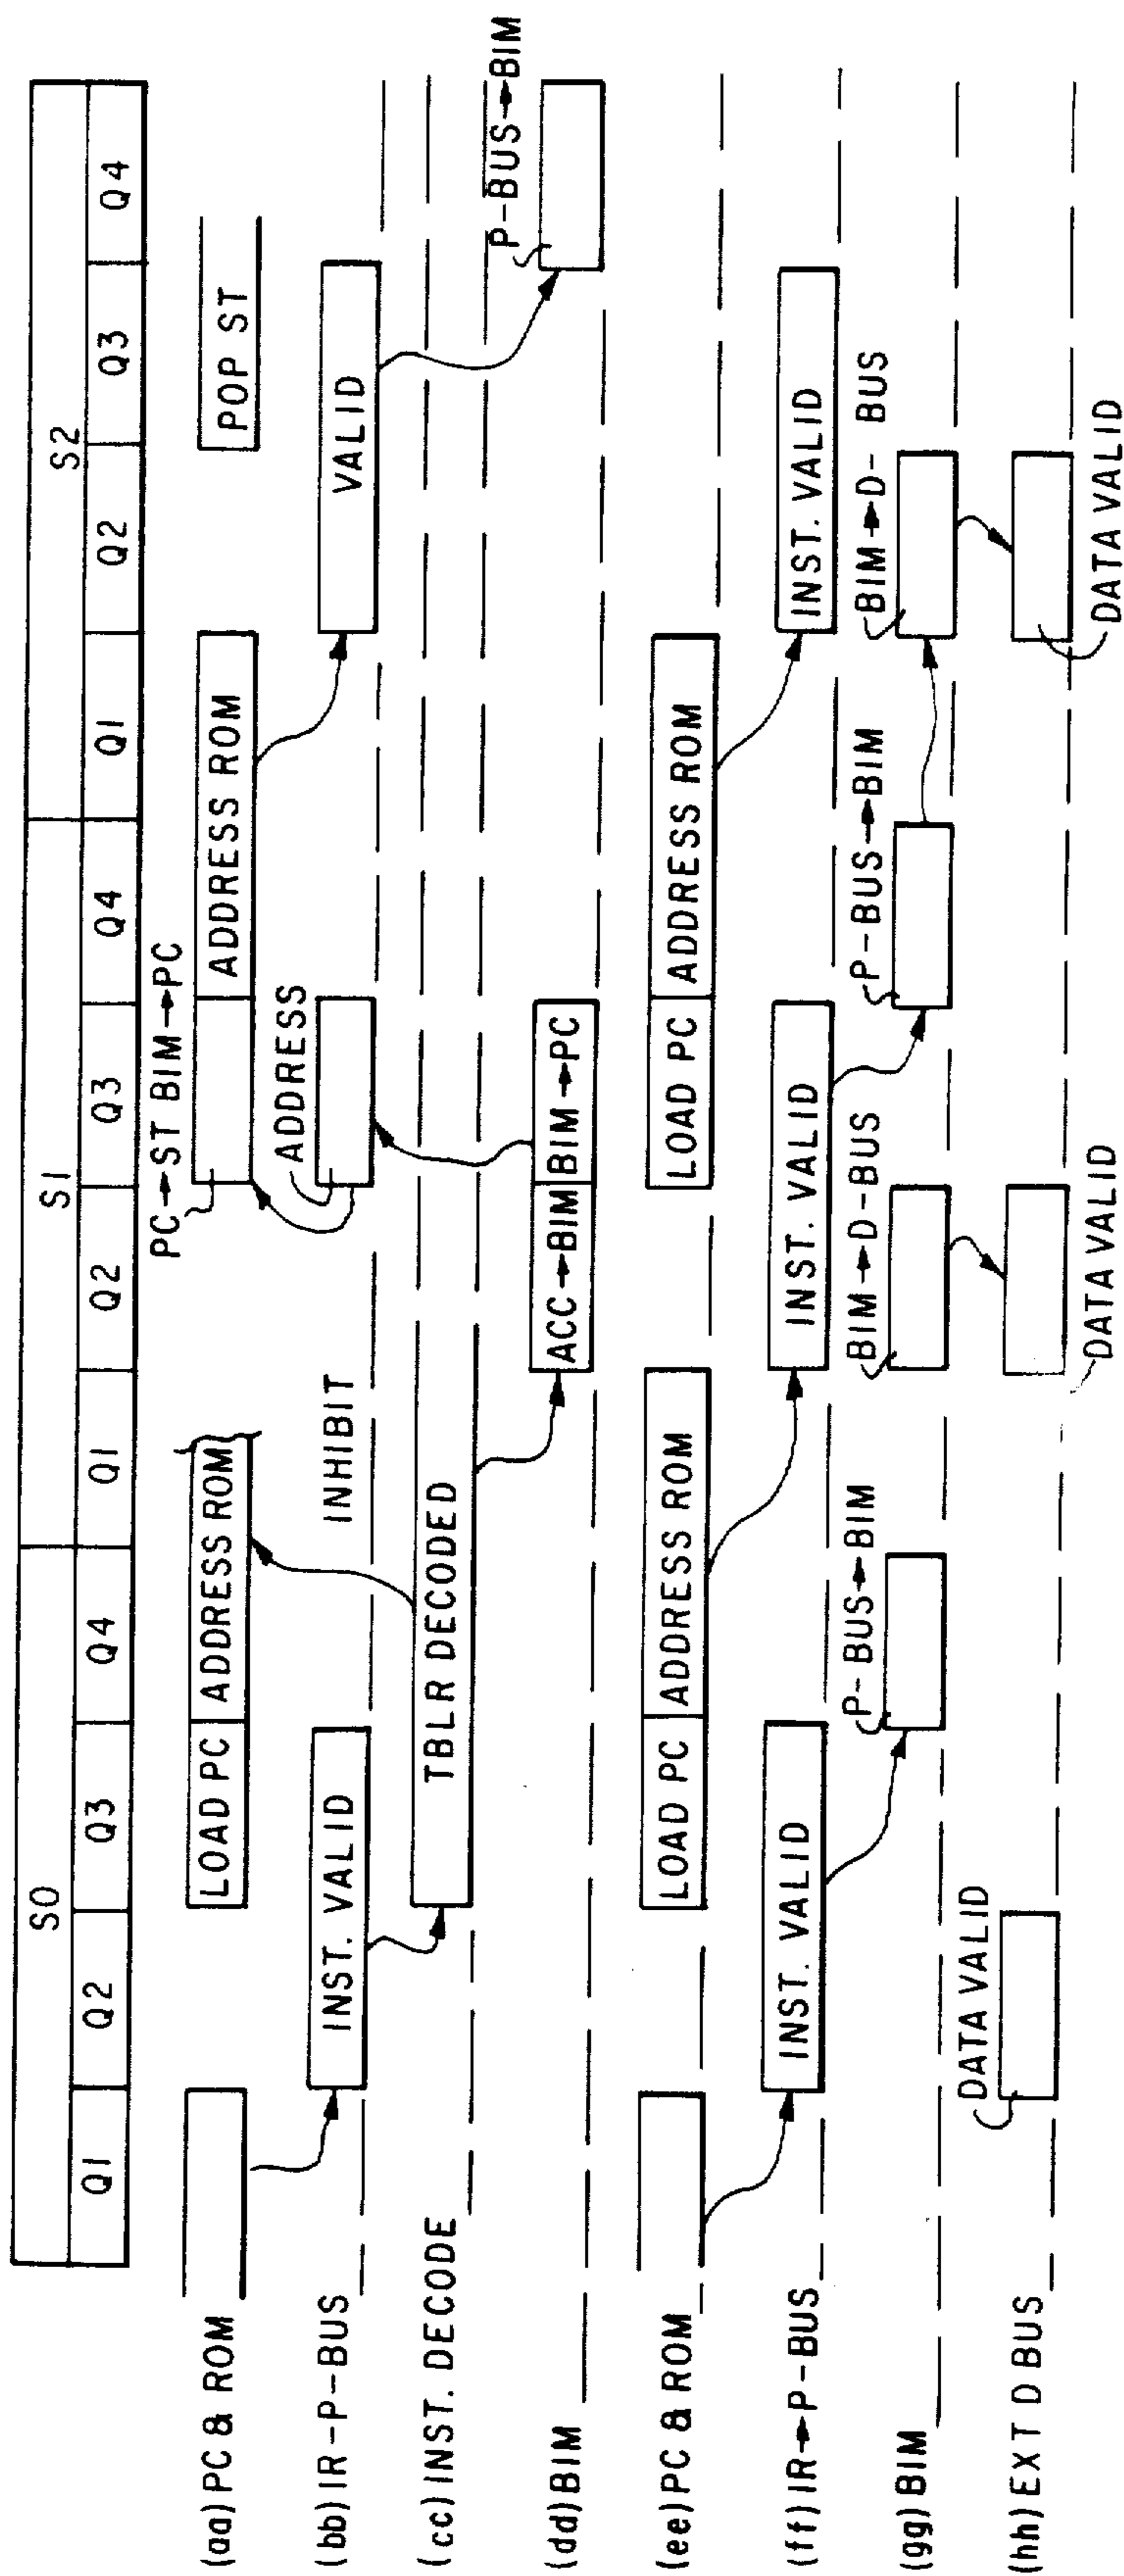 S0 S1 S2
Q1 Q2 Q3 Q4 Q1 Q2 Q3 Q4 Q1 Q2 Q3 Q4
PC→ST BIM→PC
(aa) PC & ROM LOAD PC ADDRESS ROM ADDRESS ROM POP ST
ADDRESS
(bb) IR-P-BUS INST. VALID INHIBIT VALID
(cc) INST. DECODE TBLR DECODED
P-BUS→BIM
(dd) BIM ACC→BIM BIM→PC
(ee) PC & ROM LOAD PC ADDRESS ROM LOAD PC ADDRESS ROM
(ff) IR→P-BUS INST. VALID INST. VALID INST. VALID
P-BUS→BIM BIM→D-BUS P-BUS→BIM BIM→D- BUS
(gg) BIM
DATA VALID
(hh) EXT D BUS
DATA VALID DATA VALID